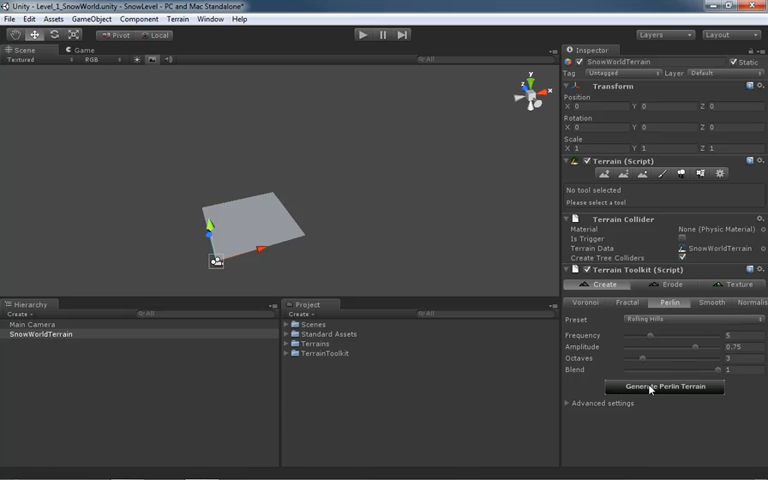 Unity - Level_1_SnowWorld.unity - SnowLevel - PC and Mac Standalone*
File Edit Assets GameObject Component Terrain Window Help
Pivot Local Layers Layout
Scene Game
Textured RGB All
y
x
z
Inspector
SnowWorldTerrain Static
Tag Untagged Layer Default
Transform
Position
X 0 Y 0 Z 0
Rotation
X 0 Y 0 Z 0
Scale
X 1 Y 1 Z 1
Terrain (Script)
No tool selected
Please select a tool
Terrain Collider
Material None (Physic Material)
Is Trigger
Terrain Data SnowWorldTerrain
Create Tree Colliders
Terrain Toolkit (Script)
Create Erode Texture
Voronoi Fractal Perlin Smooth Normalis
Preset Rolling Hills
Frequency 5
Amplitude 0.75
Octaves 3
Blend 1
Generate Perlin Terrain
Advanced settings
Hierarchy
Create All
Main Camera
SnowWorldTerrain
Project
Create All
Scenes
Standard Assets
Terrains
TerrainToolkit